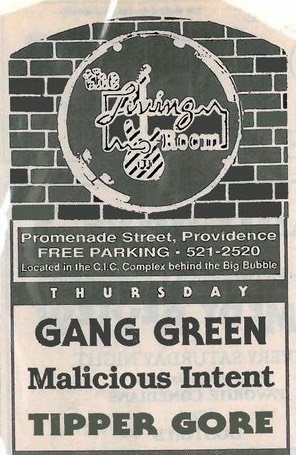 the
Living
Room
Promenade Street, Providence
FREE PARKING - 521-2520
Located in the C.I.C. Complex behind the Big Bubble
THURSDAY
GANG GREEN
Malicious Intent
TIPPER GORE